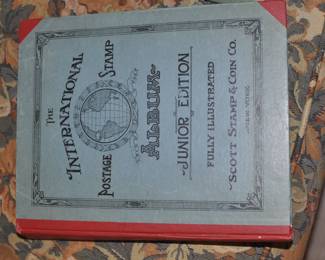 THE
INTERNATIONAL
POSTAGE STAMP
ALBUM
JUNIOR EDITION
FULLY ILLUSTRATED
SCOTT STAMP & COIN CO.
NEW YORK